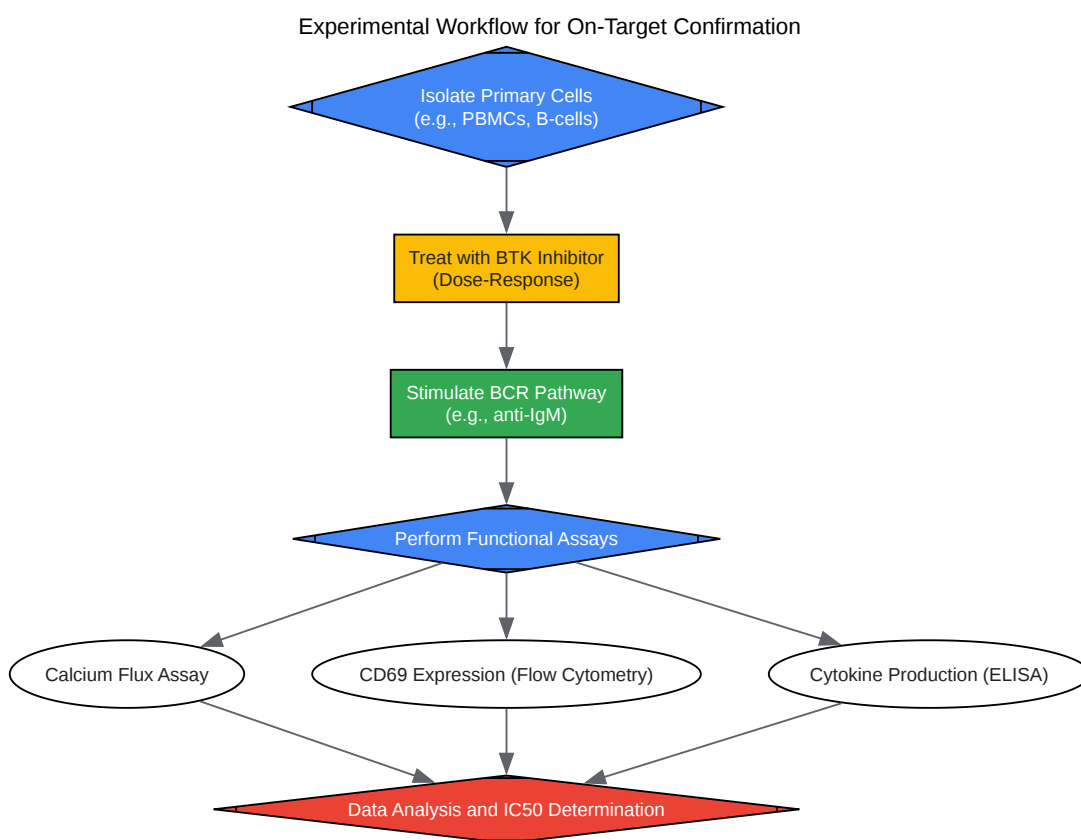 Experimental Workflow for On-Target Confirmation
Isolate Primary Cells
(e.g., PBMCs, B-cells)
Treat with BTK Inhibitor
(Dose-Response)
Stimulate BCR Pathway
(e.g., anti-IgM)
Perform Functional Assays
Calcium Flux Assay
CD69 Expression (Flow Cytometry)
Cytokine Production (ELISA)
Data Analysis and IC50 Determination